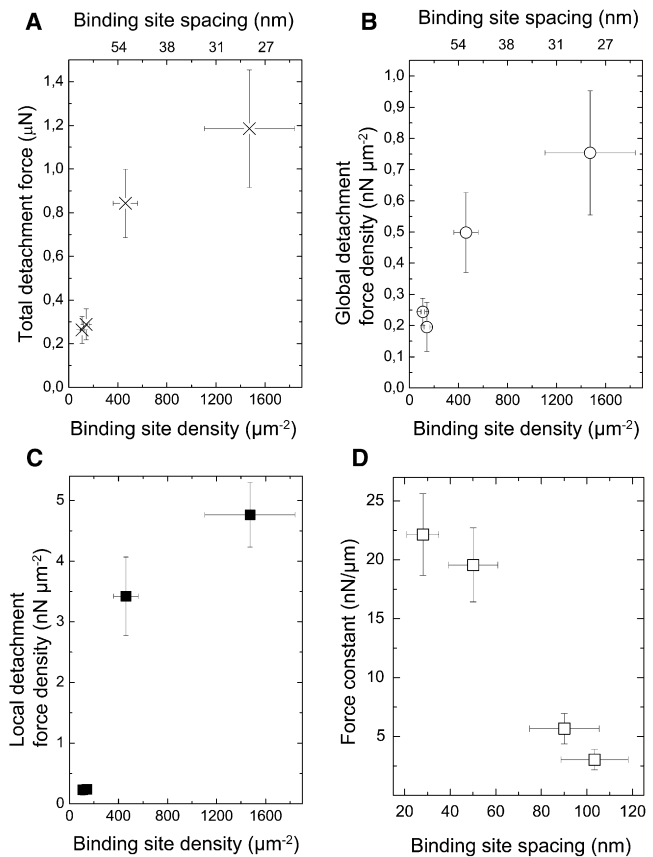 A
Binding site spacing (nm)
54 38 31 27
1,4
1,2
1,0
0,8
0,6
0,4
0,2
0,0
Total detachment force (µN)
0 400 800 1200 1600
Binding site density (µm-2)
B
Binding site spacing (nm)
54 38 31 27
1,0
0,9
0,8
0,7
0,6
0,5
0,4
0,3
0,2
0,1
0,0
Global detachment
force density (nN µm-2)
0 400 800 1200 1600
Binding site density (µm-2)
C
5
4
3
2
1
0
Local detachment
force density (nN µm-2)
0 400 800 1200 1600
Binding site density (µm-2)
D
25
20
15
10
5
Force constant (nN/µm)
20 40 60 80 100 120
Binding site spacing (nm)